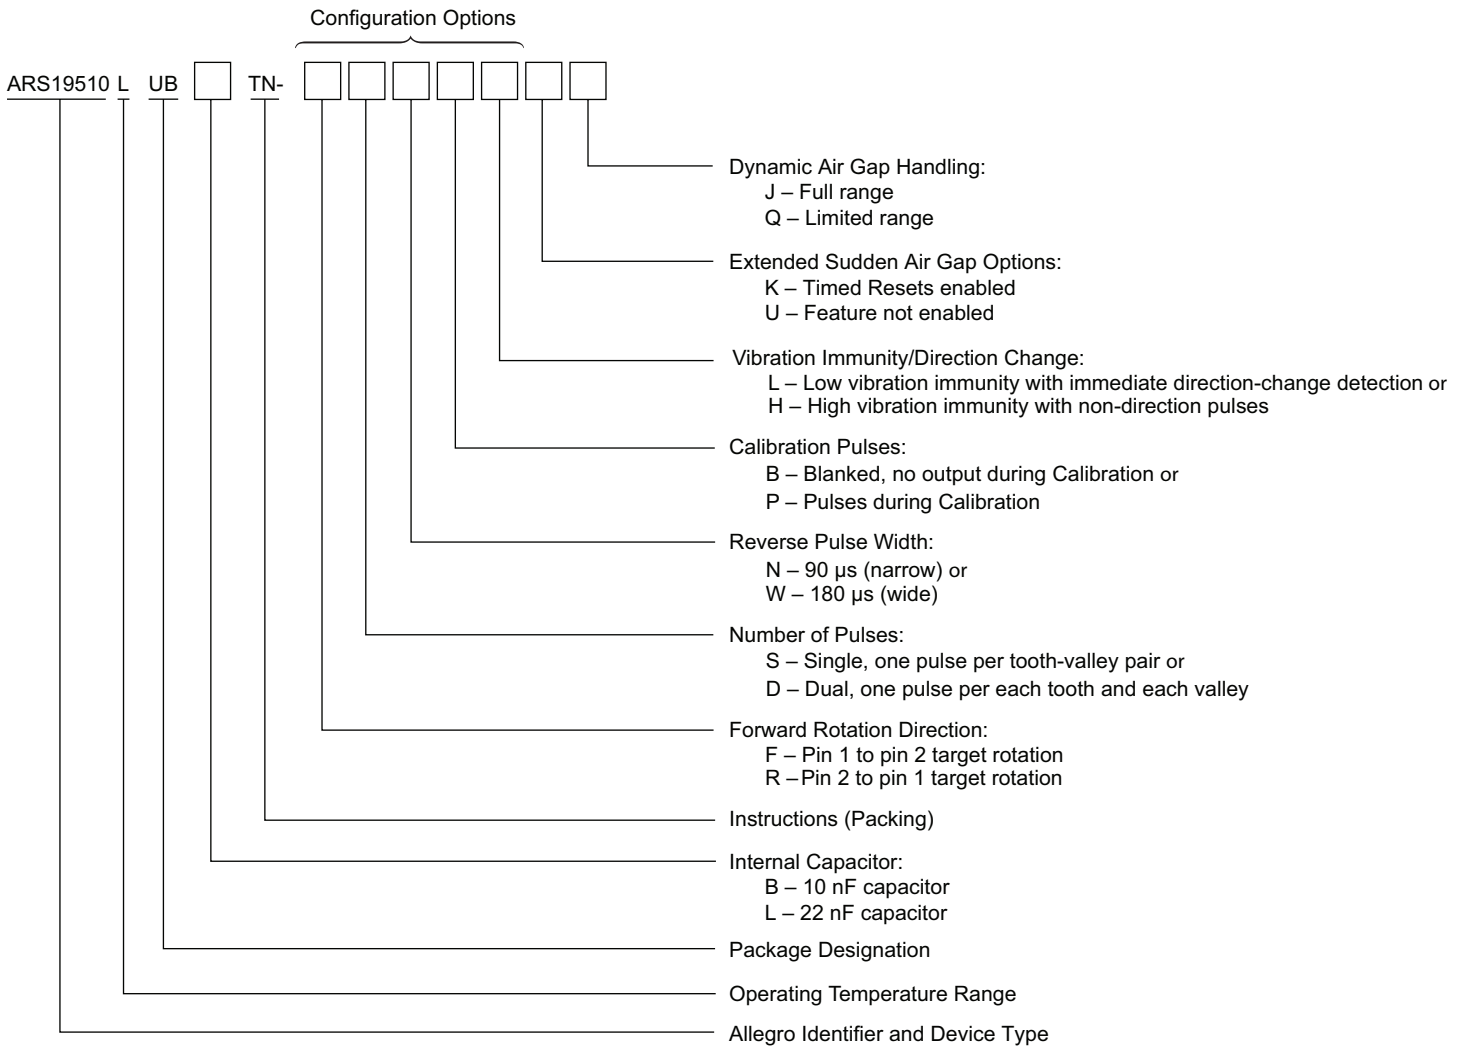 Configuration Options
ARS19510 L UB TN-
Dynamic Air Gap Handling:
J – Full range
Q – Limited range
Extended Sudden Air Gap Options:
K – Timed Resets enabled
U – Feature not enabled
Vibration Immunity/Direction Change:
L – Low vibration immunity with immediate direction-change detection or
H – High vibration immunity with non-direction pulses
Calibration Pulses:
B – Blanked, no output during Calibration or
P – Pulses during Calibration
Reverse Pulse Width:
N – 90 µs (narrow) or
W – 180 µs (wide)
Number of Pulses:
S – Single, one pulse per tooth-valley pair or
D – Dual, one pulse per each tooth and each valley
Forward Rotation Direction:
F – Pin 1 to pin 2 target rotation
R – Pin 2 to pin 1 target rotation
Instructions (Packing)
Internal Capacitor:
B – 10 nF capacitor
L – 22 nF capacitor
Package Designation
Operating Temperature Range
Allegro Identifier and Device Type